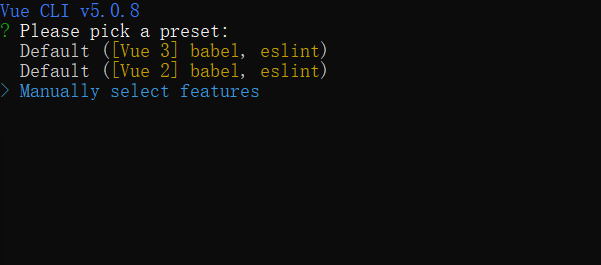 Vue CLI v5.0.8
? Please pick a preset:
Default ([Vue 3] babel, eslint)
Default ([Vue 2] babel, eslint)
> Manually select features